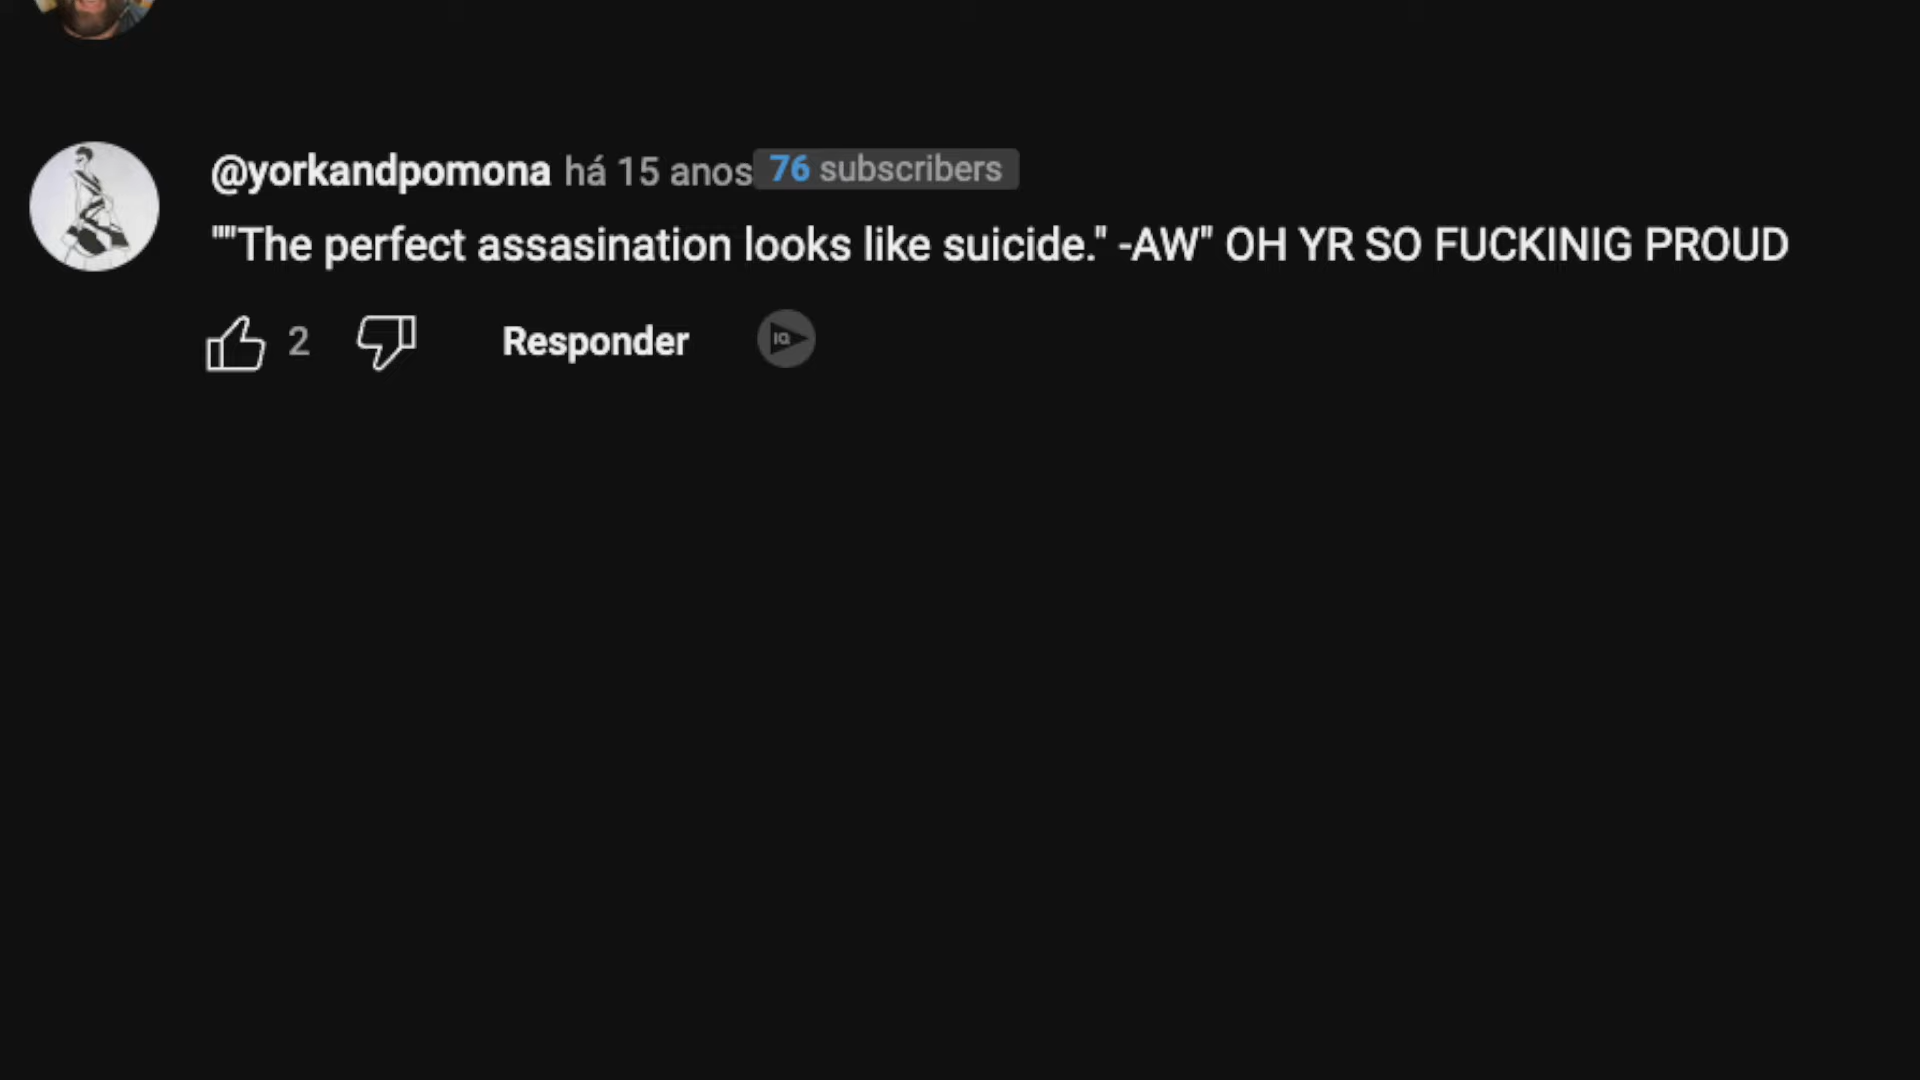 @yorkandpomona há 15 anos 76 subscribers
""The perfect assasination looks like suicide." -AW" OH YR SO FUCKINIG PROUD
2 Responder IQ